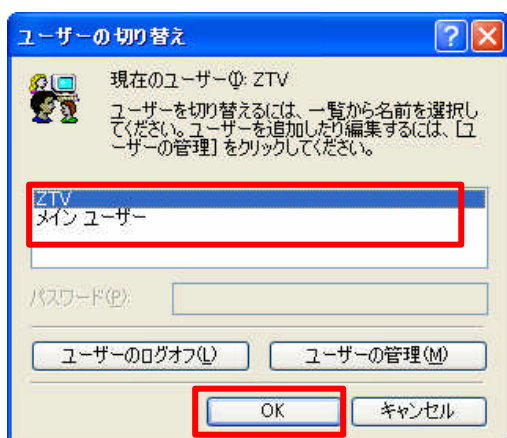 ユーザーの切り替え
現在のユーザー(I): ZTV
ユーザーを切り替えるには、一覧から名前を選択し
てください。ユーザーを追加したり編集するには、[ユ
ーザーの管理] をクリックしてください。
ZTV
メイン ユーザー
パスワード(P):
ユーザーのログオフ(L) ユーザーの管理(M)
OK キャンセル